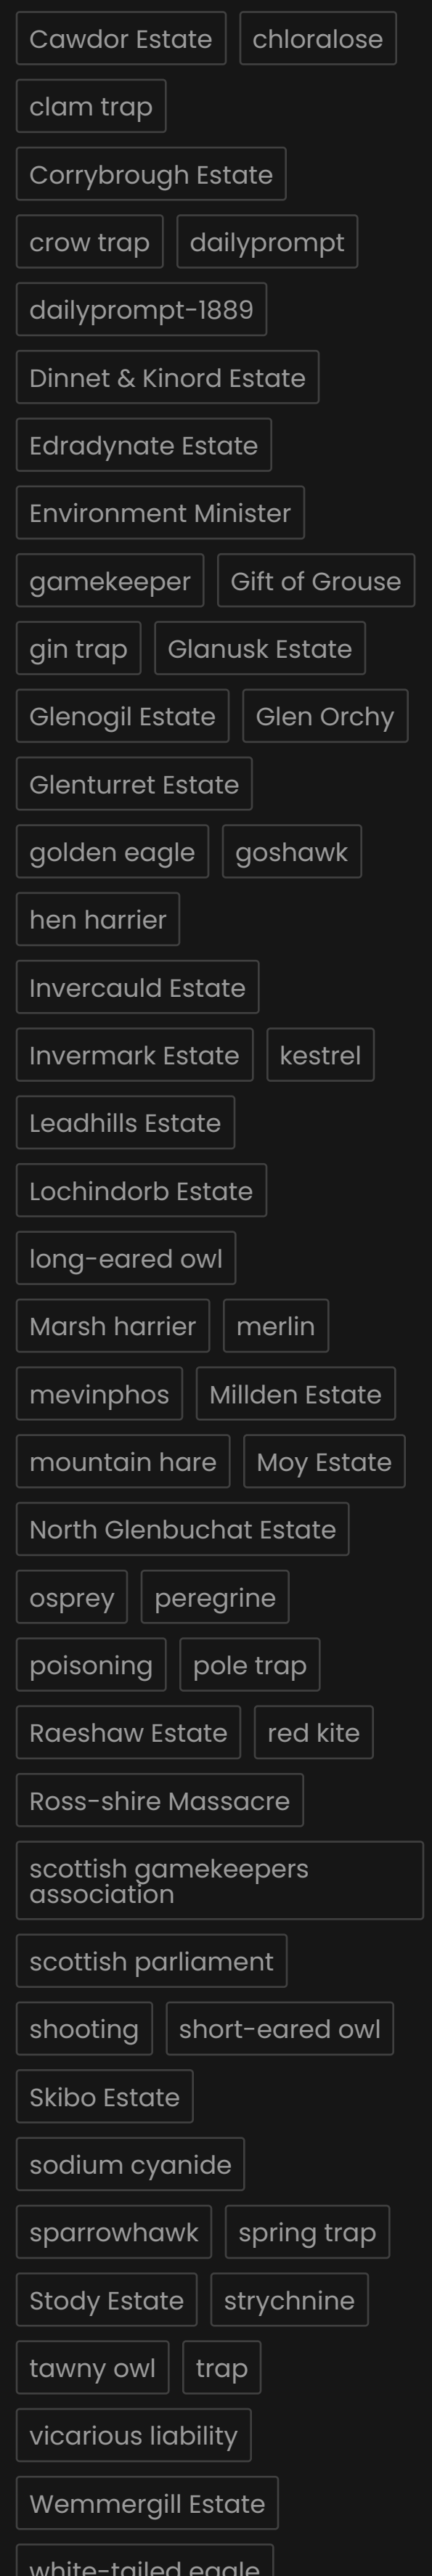 Cawdor Estate chloralose
clam trap
Corrybrough Estate
crow trap dailyprompt
dailyprompt-1889
Dinnet & Kinord Estate
Edradynate Estate
Environment Minister
gamekeeper Gift of Grouse
gin trap Glanusk Estate
Glenogil Estate Glen Orchy
Glenturret Estate
golden eagle goshawk
hen harrier
Invercauld Estate
Invermark Estate kestrel
Leadhills Estate
Lochindorb Estate
long-eared owl
Marsh harrier merlin
mevinphos Millden Estate
mountain hare Moy Estate
North Glenbuchat Estate
osprey peregrine
poisoning pole trap
Raeshaw Estate red kite
Ross-shire Massacre
scottish gamekeepers
association
scottish parliament
shooting short-eared owl
Skibo Estate
sodium cyanide
sparrowhawk spring trap
Stody Estate strychnine
tawny owl trap
vicarious liability
Wemmergill Estate
white-tailed eagle